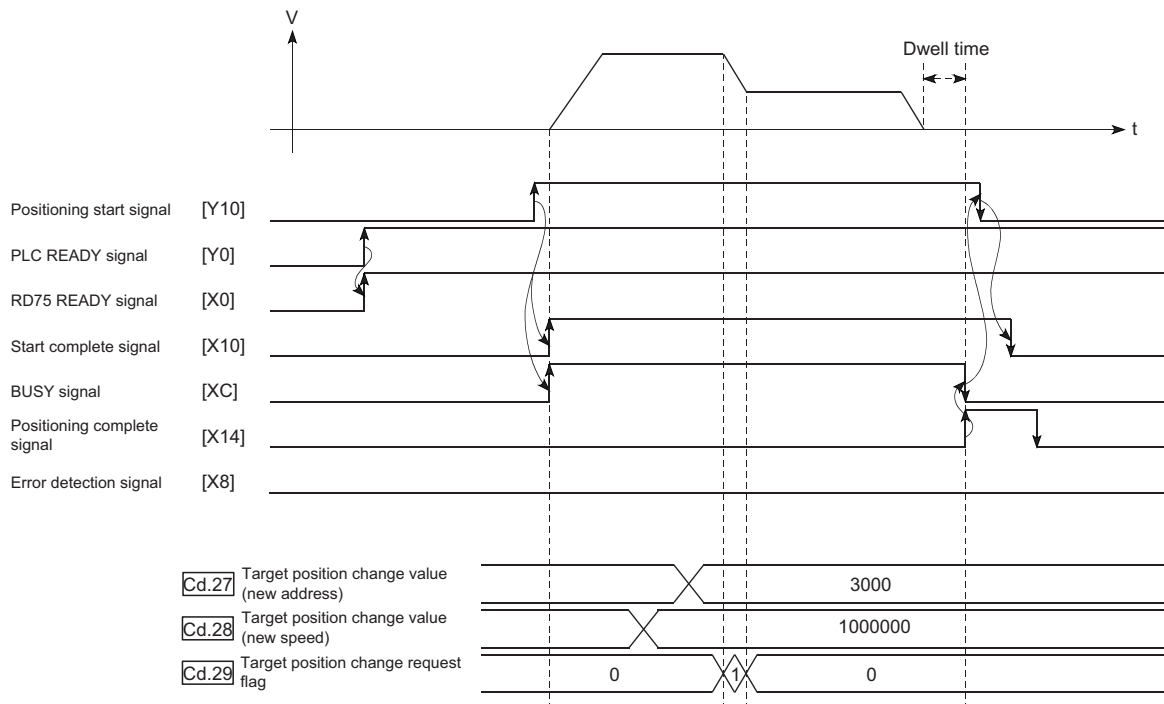 V
Dwell time
t
Positioning start signal [Y10]
PLC READY signal [Y0]
RD75 READY signal [X0]
Start complete signal [X10]
BUSY signal [XC]
Positioning complete
signal [X14]
Error detection signal [X8]
Cd.27 Target position change value
(new address)
3000
Cd.28 Target position change value
(new speed)
1000000
Cd.29 Target position change request
flag
0 1 0